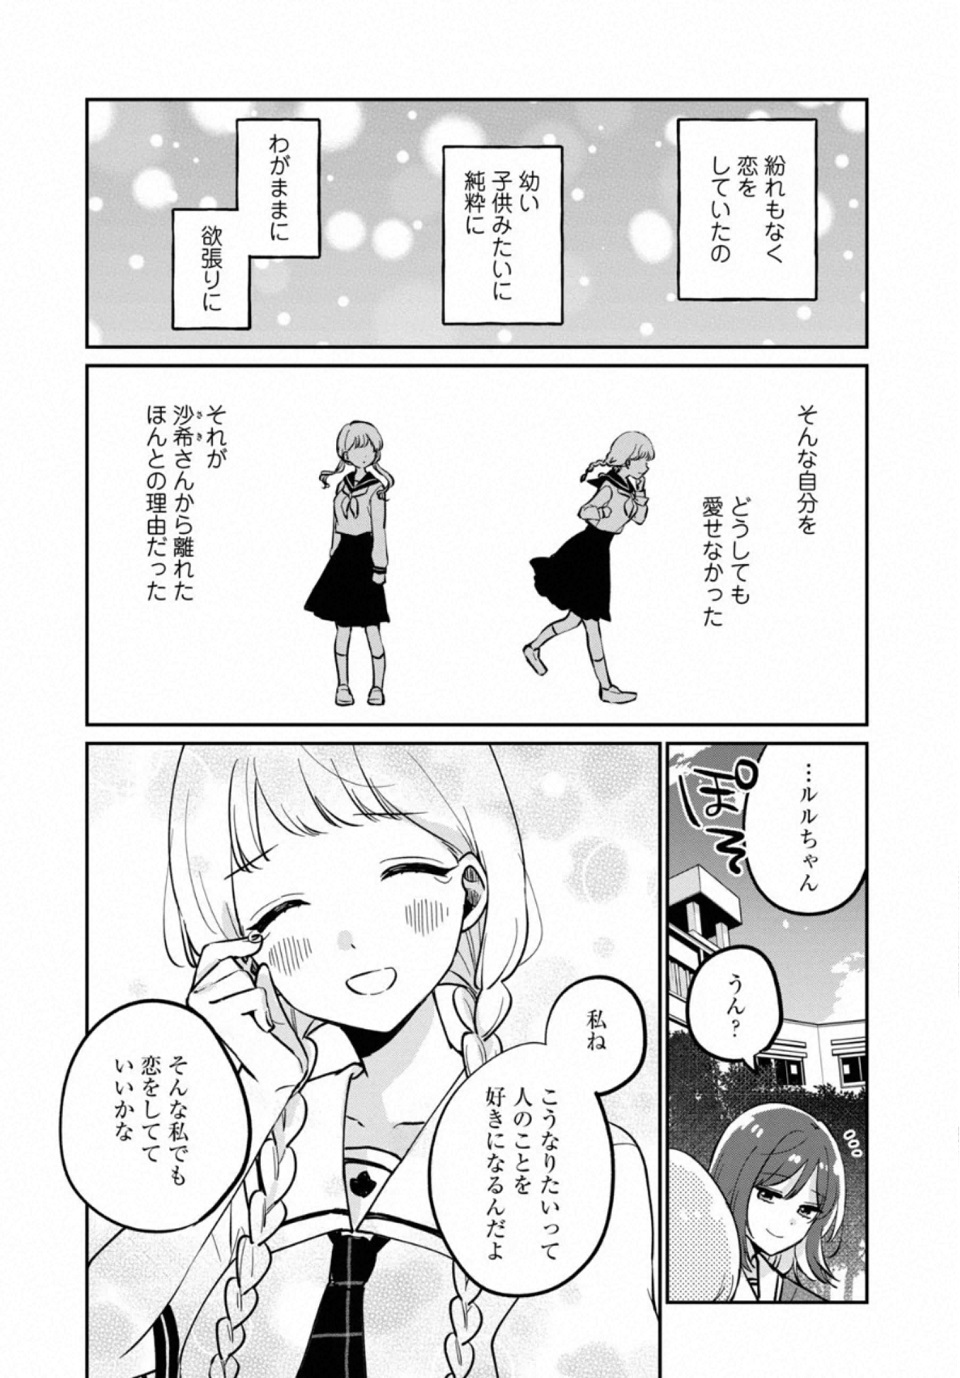 紛れもなく
恋を
していたの
幼い
子供みたいに
純粋に
わがままに
欲張りに
そんな自分を
どうしても
愛せなかった
それが
沙希さんから離れた
さき
ほんとの理由だった
…ルルちゃん
ぽろ
うん?
私ね
こうなりたいって
人のことを
好きになるんだよ
そんな私でも
恋をしてて
いいかな